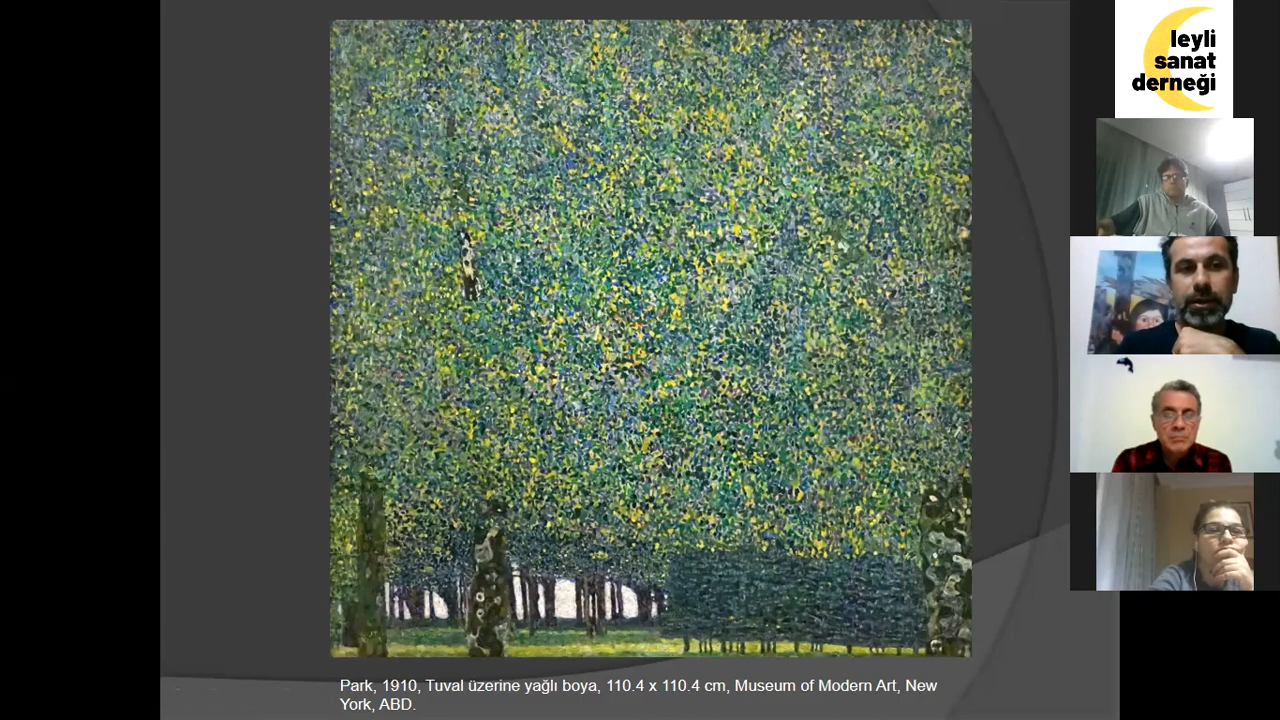 leyli
sanat
derneği
Park, 1910, Tuval üzerine yağlı boya, 110.4 x 110.4 cm, Museum of Modern Art, New
York, ABD.